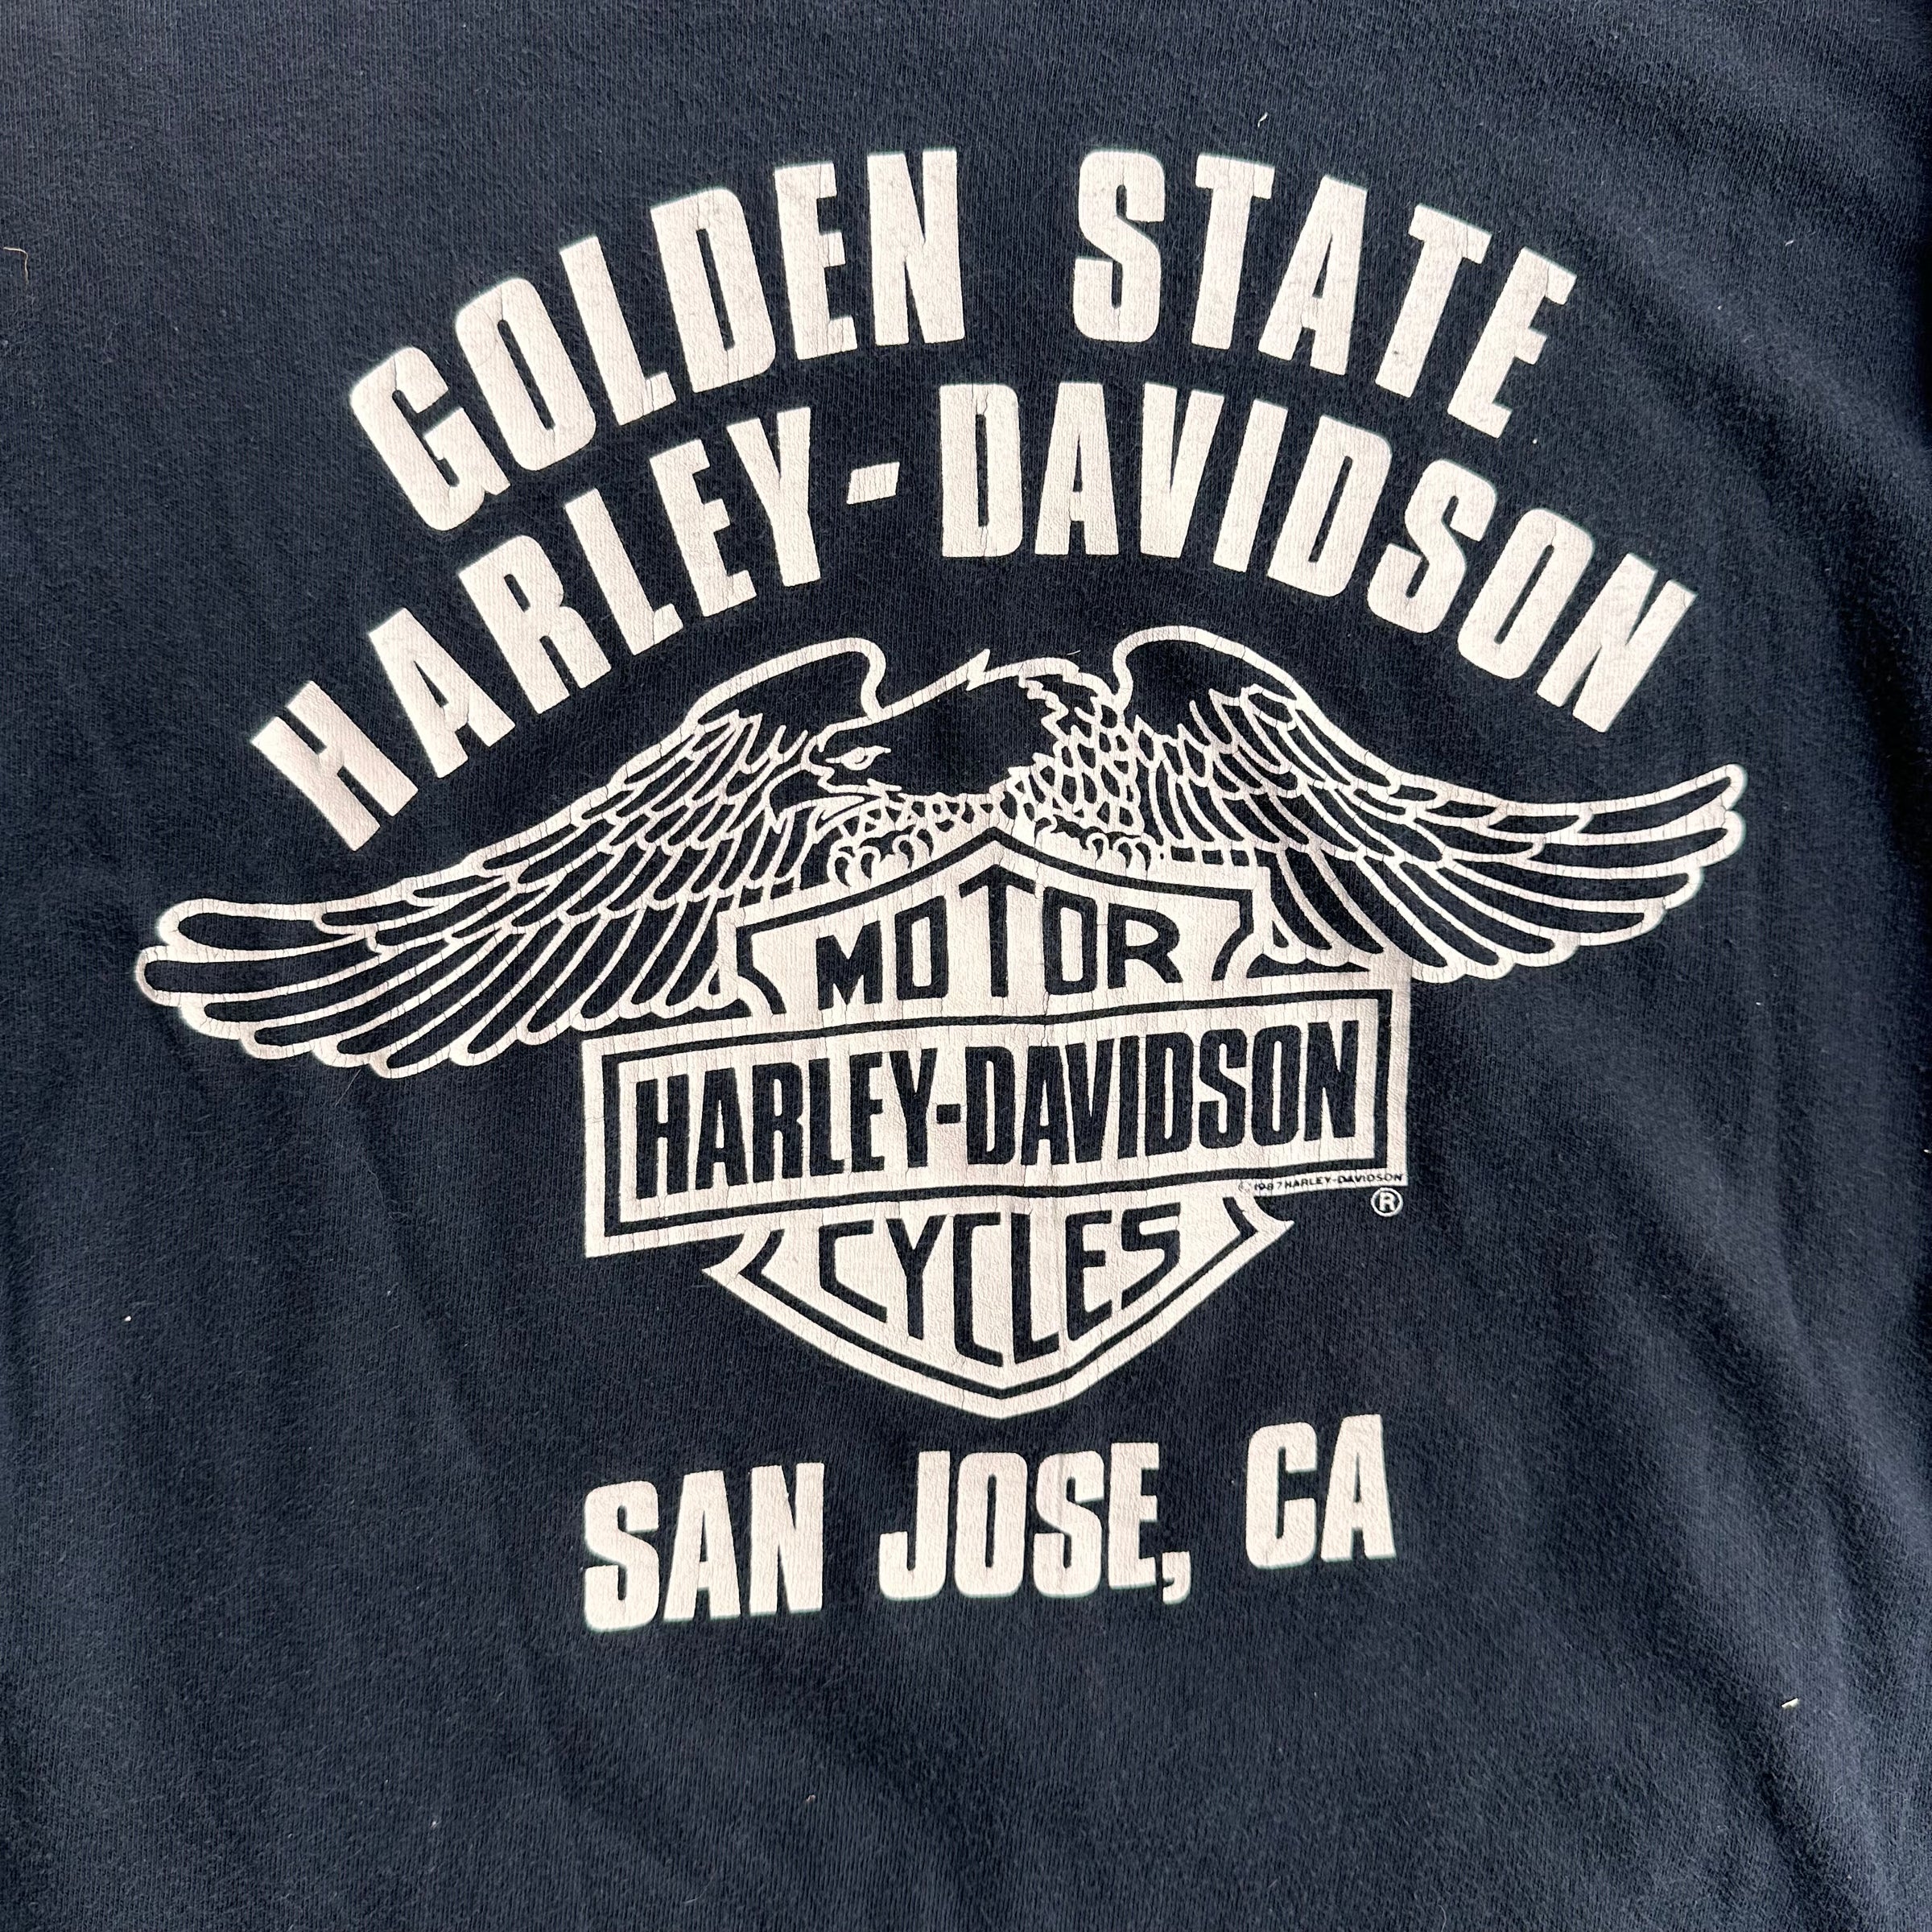 GOLDEN STATE
HARLEY-DAVIDSON
MOTOR
HARLEY-DAVIDSON
©1987 HARLEY-DAVIDSON
®
CYCLES
SAN JOSE, CA